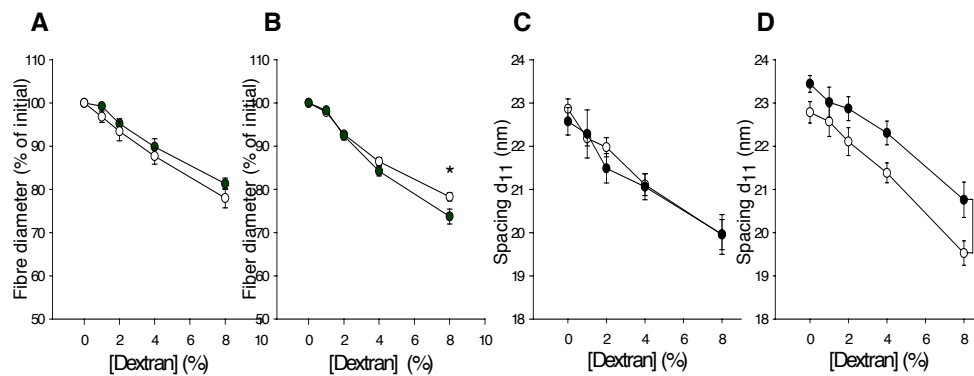 A
B
C
D
110
100
90
80
70
60
50
Fibre diameter (% of initial)
0 2 4 6 8 10
[Dextran] (%)
110
100
90
80
70
60
50
Fiber diameter (% of initial)
*
0 2 4 6 8 10
[Dextran] (%)
24
23
22
21
20
19
18
Spacing d11 (nm)
0 2 4 6 8
[Dextran] (%)
24
23
22
21
20
19
18
Spacing d11 (nm)
0 2 4 6 8
[Dextran] (%)